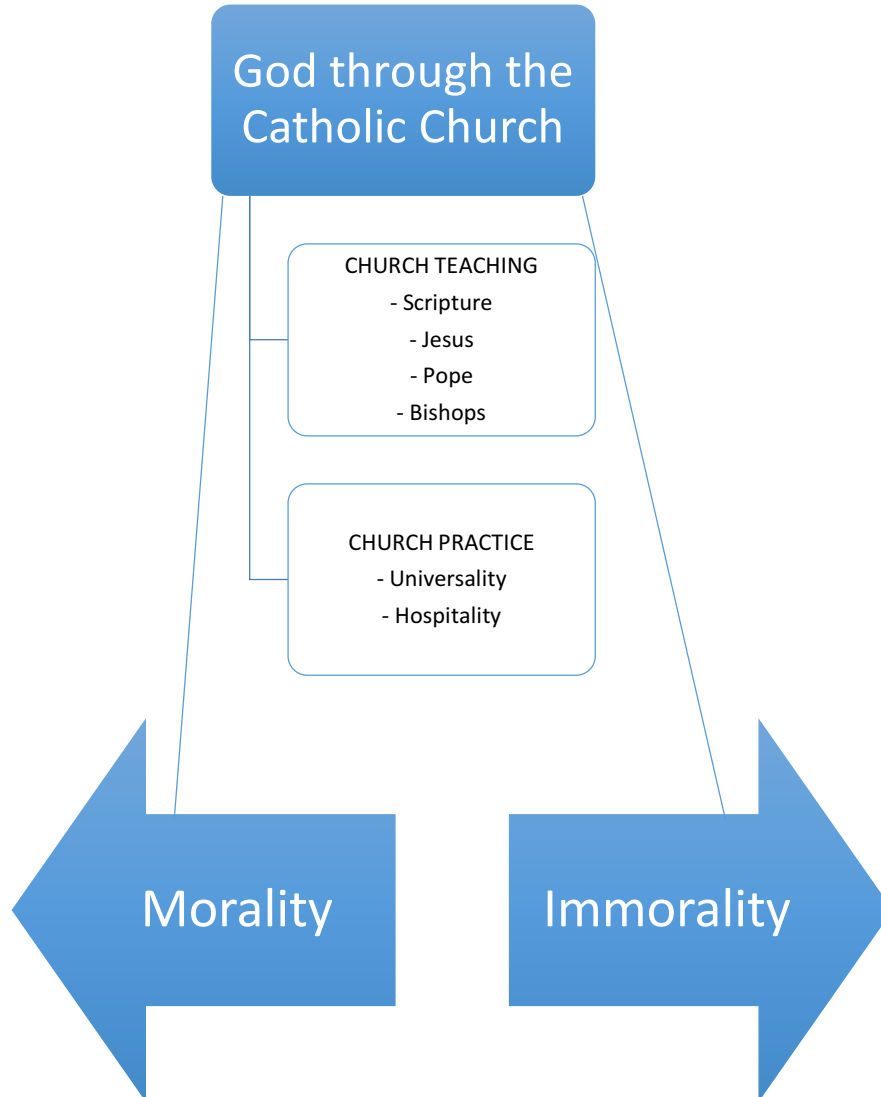 God through the
Catholic Church
CHURCH TEACHING
- Scripture
- Jesus
- Pope
- Bishops
CHURCH PRACTICE
- Universality
- Hospitality
Morality
Immorality